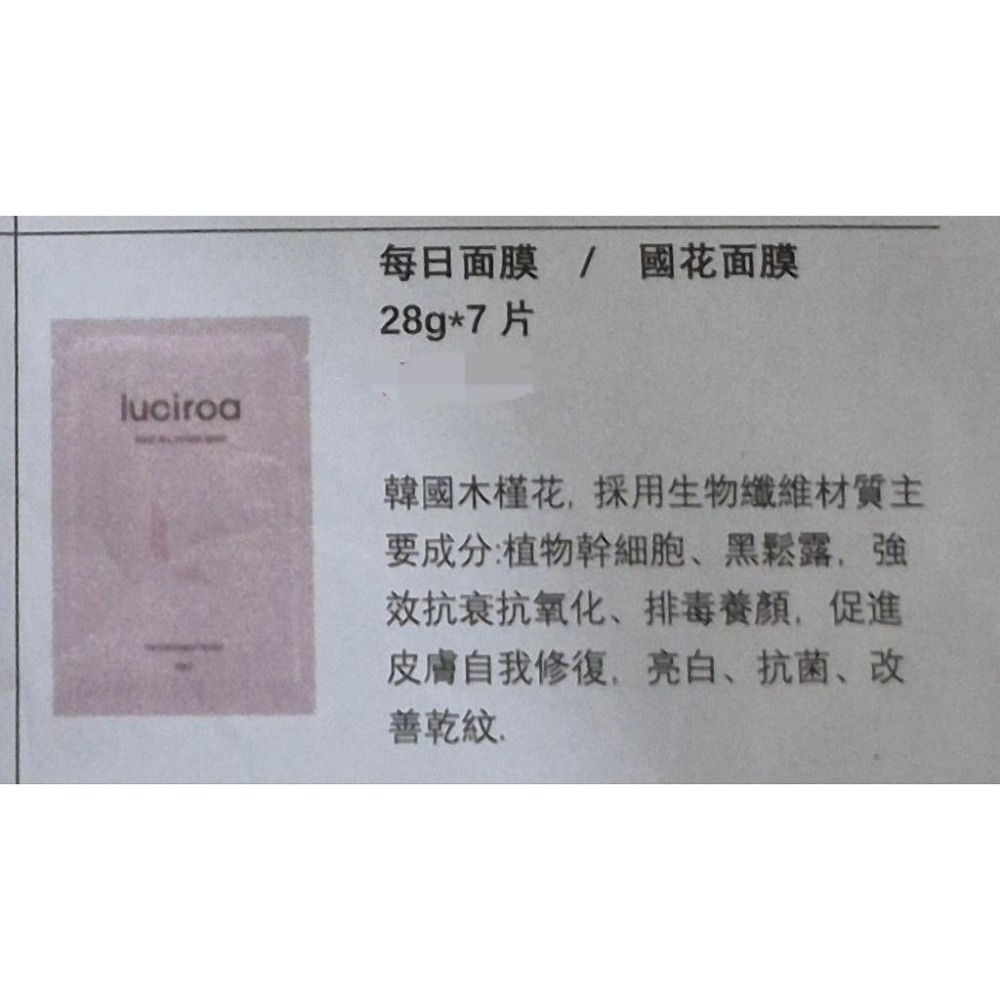 每日面膜 / 國花面膜
28g*7 片
luciroa
韓國木槿花, 採用生物纖維材質主
要成分:植物幹細胞、黑鬆露, 強
效抗衰抗氧化、排毒養顏, 促進
皮膚自我修復, 亮白、抗菌、改
善乾紋.